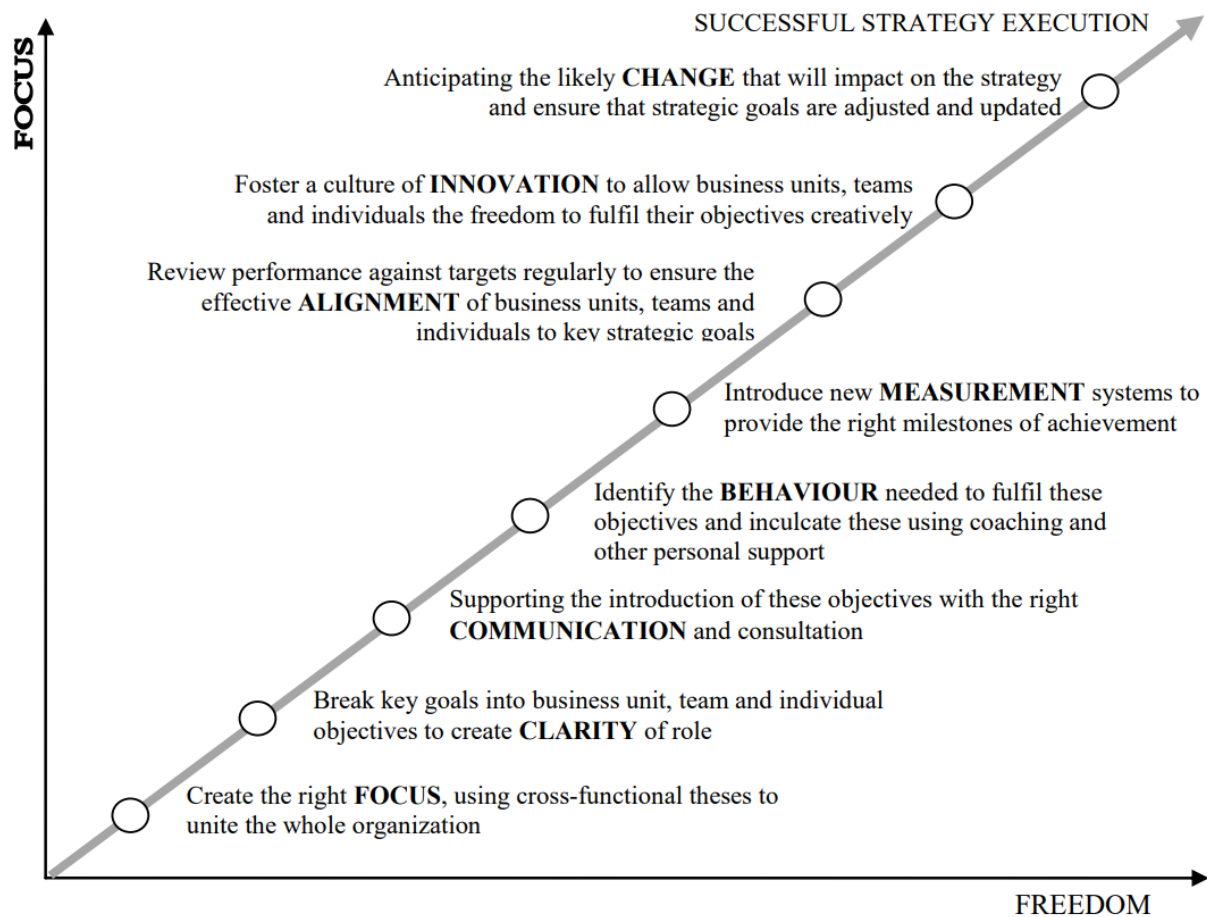 SUCCESSFUL STRATEGY EXECUTION
FOCUS
Anticipating the likely CHANGE that will impact on the strategy
and ensure that strategic goals are adjusted and updated
Foster a culture of INNOVATION to allow business units, teams
and individuals the freedom to fulfil their objectives creatively
Review performance against targets regularly to ensure the
effective ALIGNMENT of business units, teams and
individuals to key strategic goals
Introduce new MEASUREMENT systems to
provide the right milestones of achievement
Identify the BEHAVIOUR needed to fulfil these
objectives and inculcate these using coaching and
other personal support
Supporting the introduction of these objectives with the right
COMMUNICATION and consultation
Break key goals into business unit, team and individual
objectives to create CLARITY of role
Create the right FOCUS, using cross-functional theses to
unite the whole organization
FREEDOM